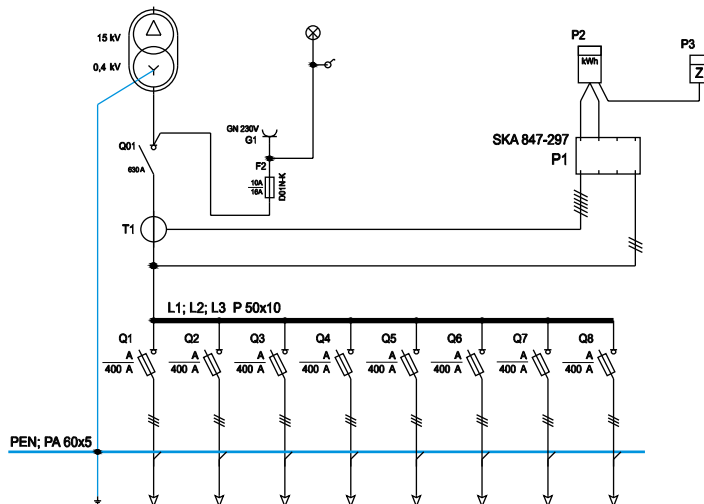 15 kV
P2
P3
0,4 kV
kWh
Z
GN 230V
G1
SKA 847-297
Q01
P1
F2
630 A
10A
16A
D01N-K
T1
L1; L2; L3 P 50x10
Q1 Q2 Q3 Q4 Q5 Q6 Q7 Q8
A A A A A A A A
400 A 400 A 400 A 400 A 400 A 400 A 400 A 400 A
PEN; PA 60x5